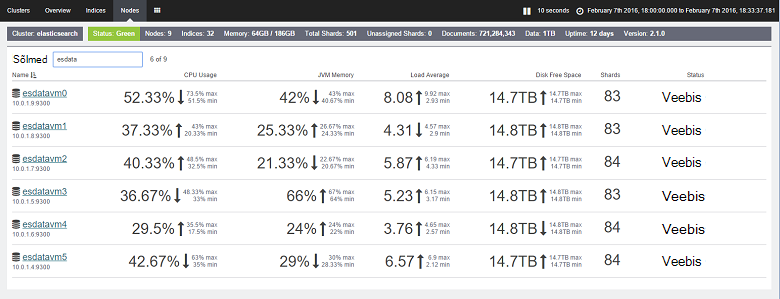 Clusters Overview Indices Nodes 10 seconds February 7th 2016, 18:00:00.000 to February 7th 2016, 18:33:37.181
Cluster: elasticsearch Status: Green Nodes: 9 Indices: 32 Memory: 64GB / 186GB Total Shards: 501 Unassigned Shards: 0 Documents: 721,284,343 Data: 1TB Uptime: 12 days Version: 2.1.0
Sõlmed esdata 6 of 9
Name CPU Usage JVM Memory Load Average Disk Free Space Shards Status
esdatavm0 52.33% 73.5% max 42% 43% max 8.08 9.92 max 14.7TB 14.7TB max 83 Veebis
10.0.1.9:9300 51.5% min 40.67% min 2.93 min 14.7TB min
esdatavm1 37.33% 43% max 25.33% 26.67% max 4.31 4.57 max 14.8TB 14.8TB max 83 Veebis
10.0.1.8:9300 20.33% min 24.33% min 2.9 min 14.8TB min
esdatavm2 40.33% 48.5% max 21.33% 22.67% max 5.87 6.19 max 14.7TB 14.7TB max 84 Veebis
10.0.1.7:9300 32.5% min 20.67% min 4.33 min 14.7TB min
esdatavm3 36.67% 48.33% max 66% 67% max 5.23 6.15 max 14.8TB 14.8TB max 83 Veebis
10.0.1.5:9300 33% min 64% min 3.17 min 14.8TB min
esdatavm4 29.5% 35.5% max 24% 24% max 3.76 4.65 max 14.8TB 14.8TB max 84 Veebis
10.0.1.6:9300 17.5% min 22% min 2.57 min 14.8TB min
esdatavm5 42.67% 63% max 29% 30% max 6.57 6.9 max 14.7TB 14.7TB max 84 Veebis
10.0.1.4:9300 35% min 28.33% min 2.12 min 14.7TB min